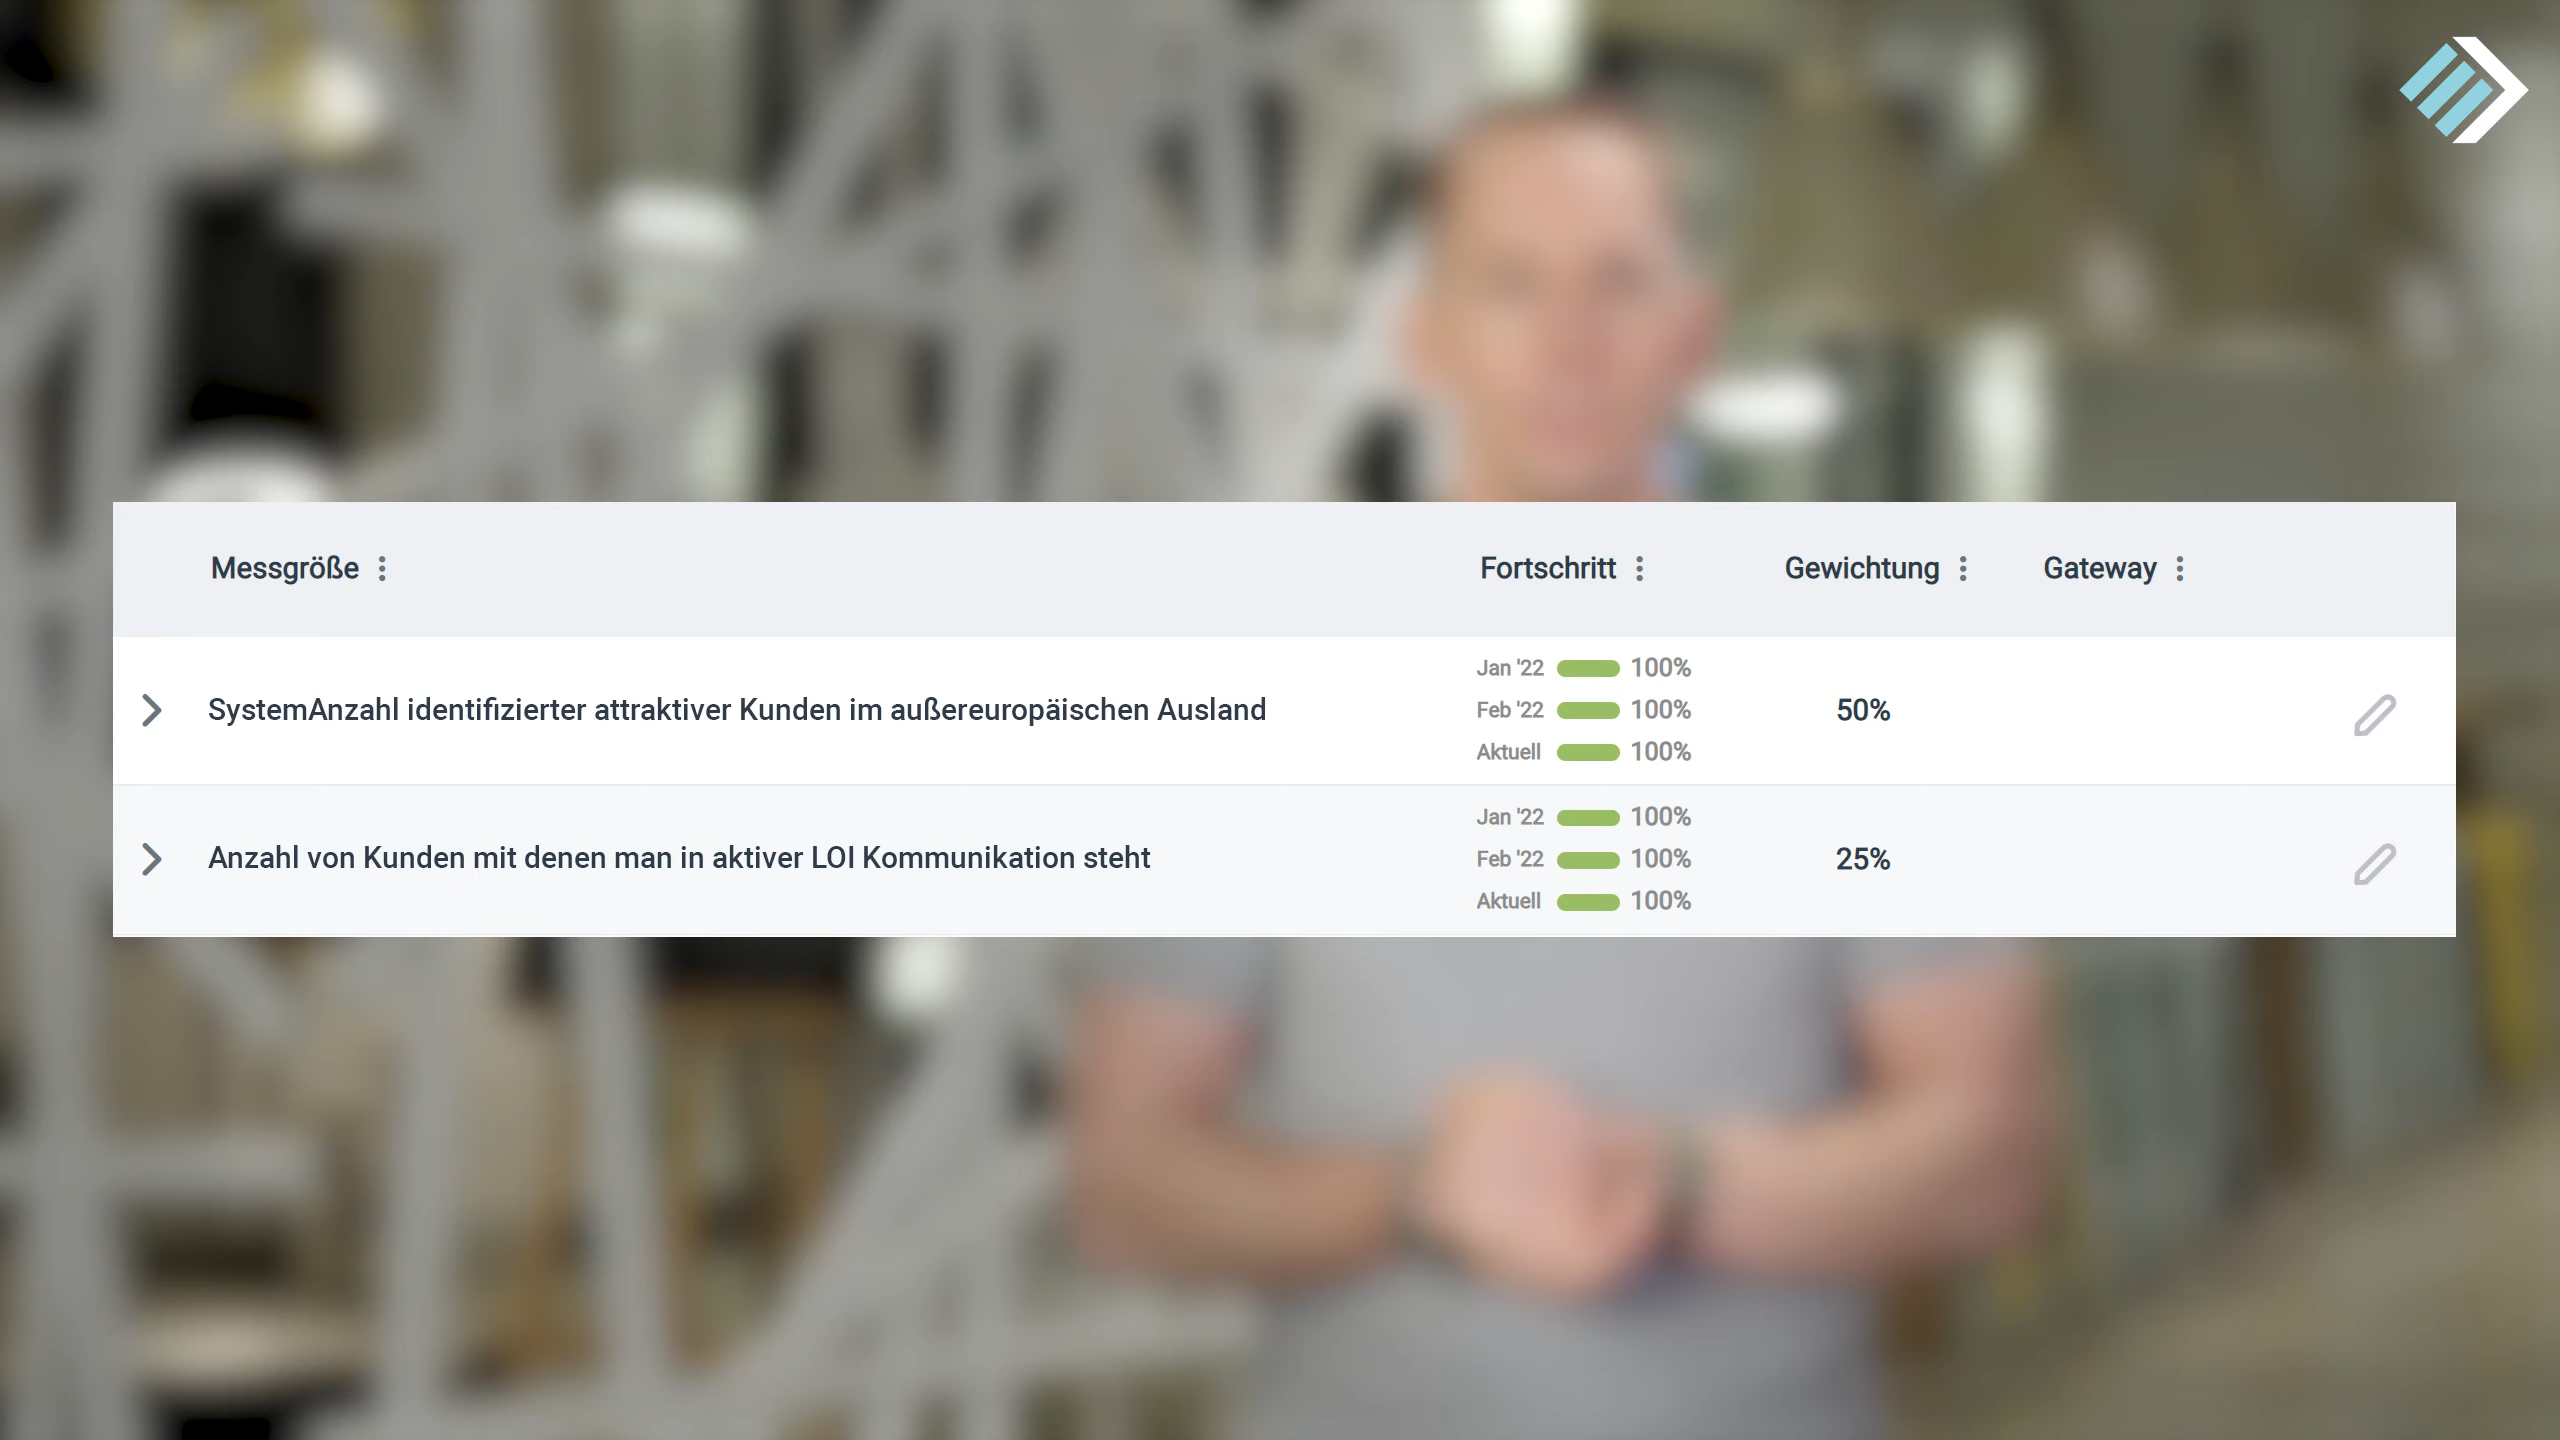 Messgröße Fortschritt Gewichtung Gateway
Jan '22 100%
SystemAnzahl identifizierter attraktiver Kunden im außereuropäischen Ausland Feb '22 100% 50%
Aktuell 100%
Jan '22 100%
Anzahl von Kunden mit denen man in aktiver LOI Kommunikation steht Feb '22 100% 25%
Aktuell 100%